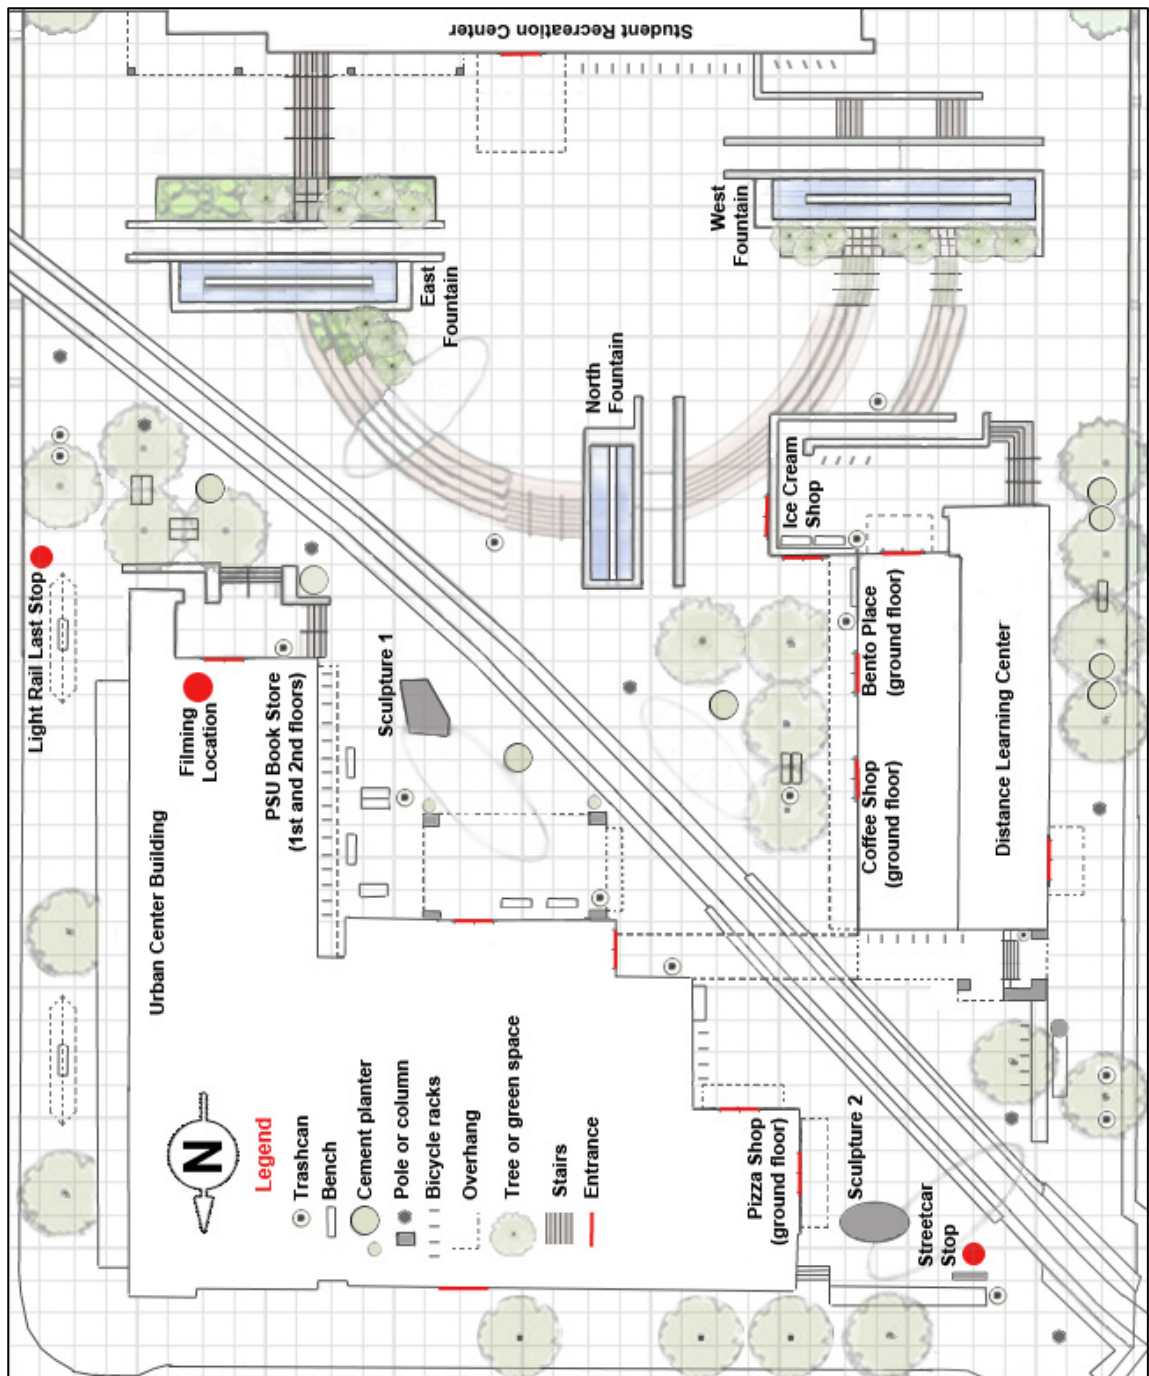 Student Recreation Center
West
Fountain
East
Fountain
North
Fountain
Ice Cream
Shop
Light Rail Last Stop
Filming
Location
PSU Book Store
(1st and 2nd floors)
Sculpture 1
Bento Place
(ground floor)
Coffee Shop
(ground floor)
Distance Learning Center
Urban Center Building
N
Legend
Trashcan
Bench
Cement planter
Pole or column
Bicycle racks
Overhang
Tree or green space
Stairs
Entrance
Pizza Shop
(ground floor)
Sculpture 2
Streetcar
Stop